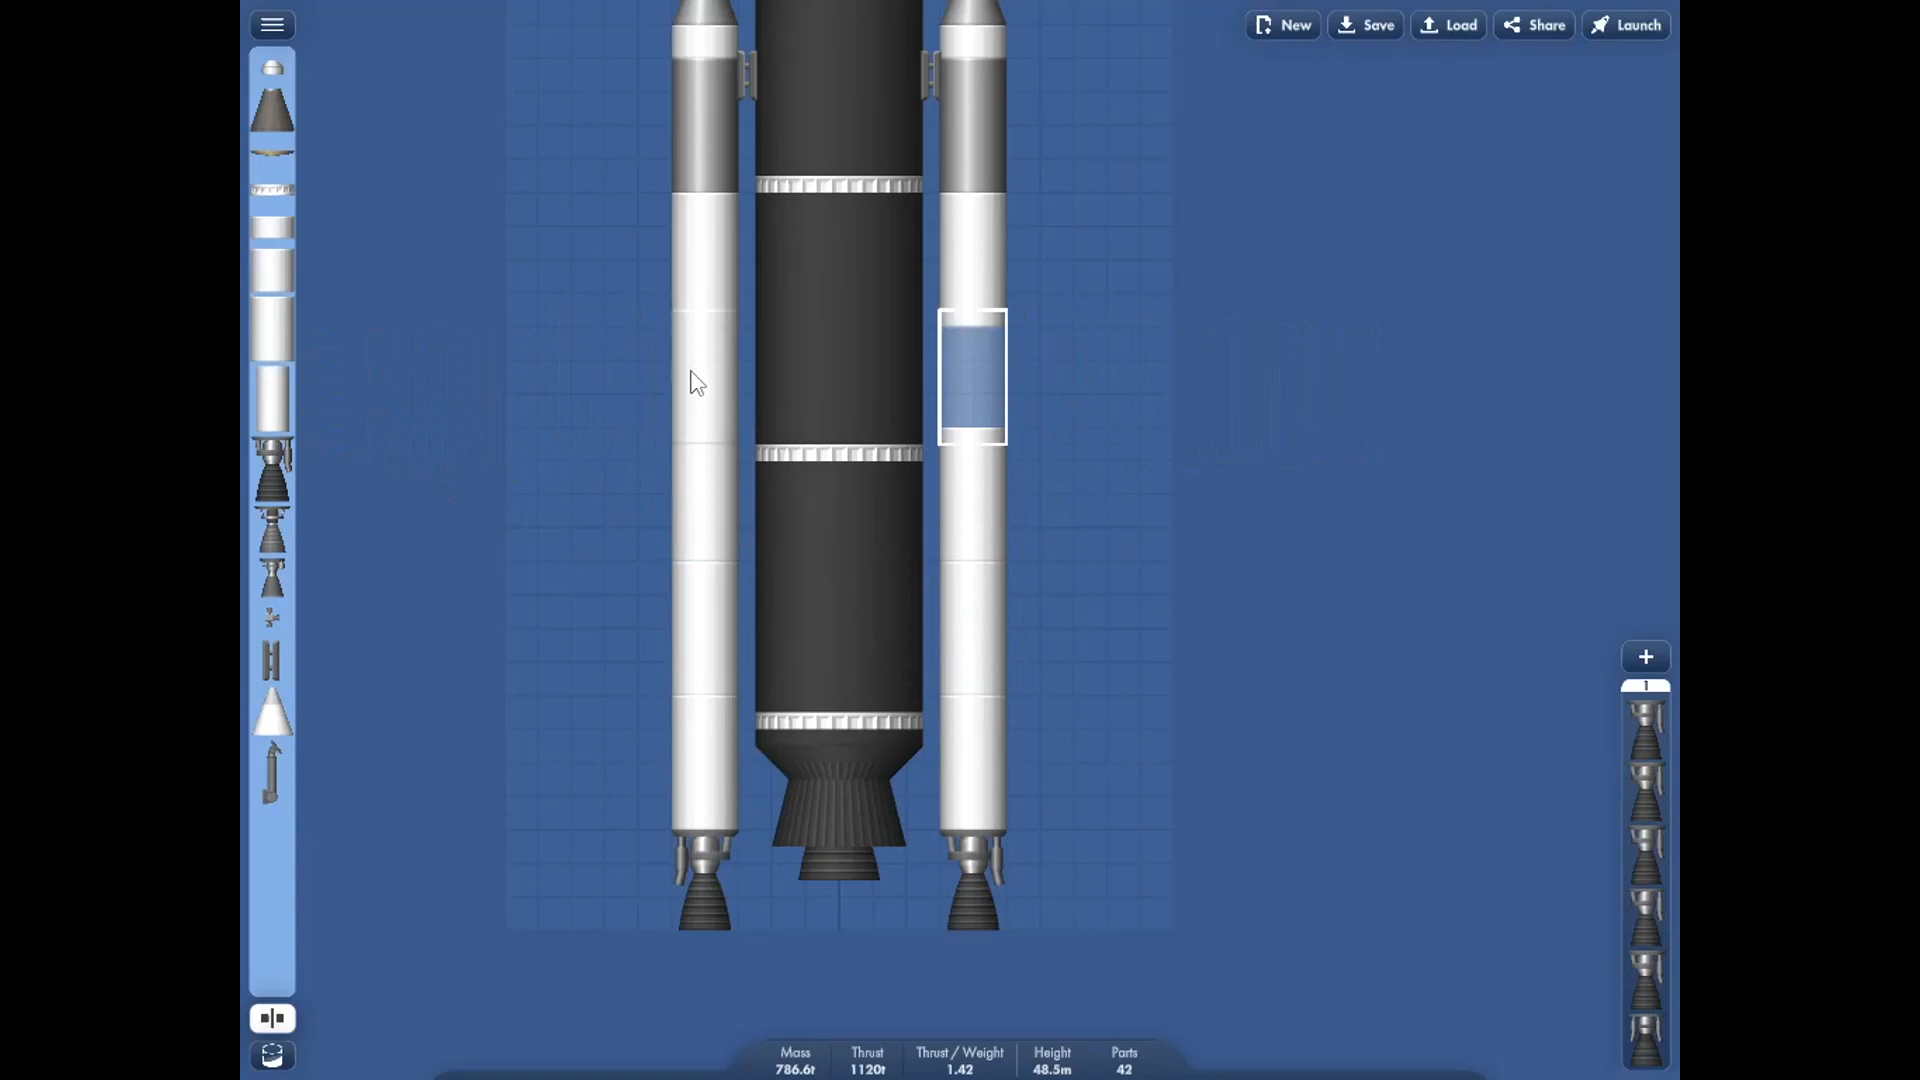 New Save Load Share Launch
1
Mass Thrust Thrust / Weight Height Parts
786.6t 1120t 1.42 48.5m 42